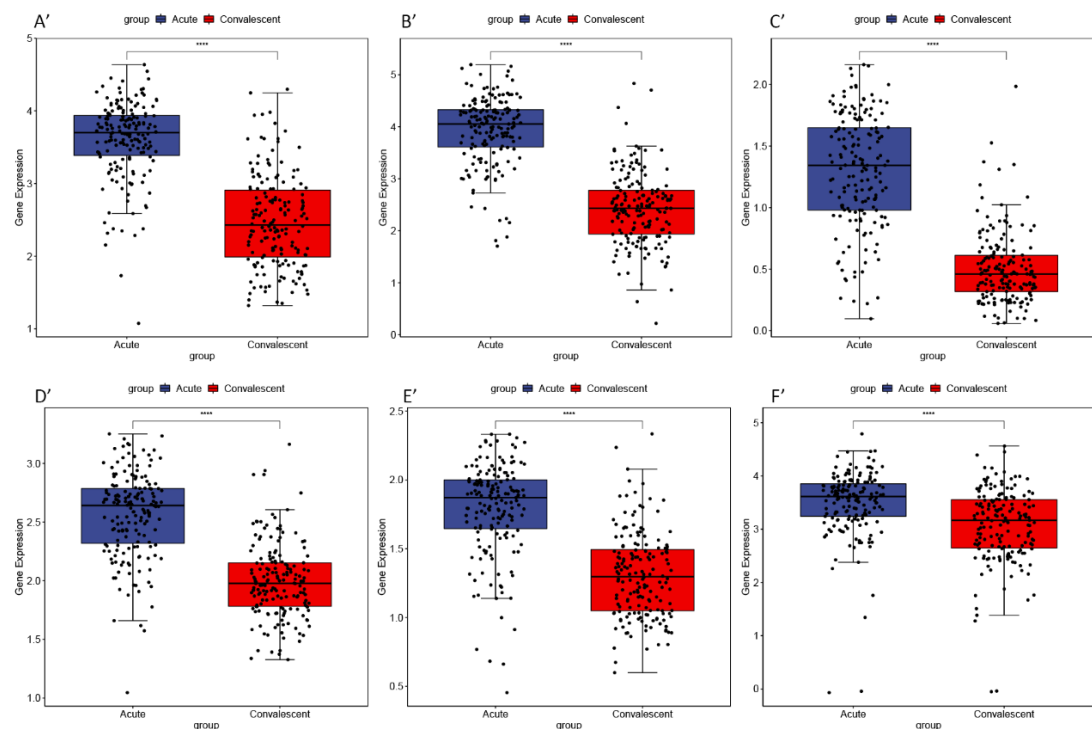 A’
group Acute Convalescent
****
5
4
3
2
1
Gene Expression
Acute Convalescent
group
B’
group Acute Convalescent
****
5
4
3
2
1
0
Gene Expression
Acute Convalescent
group
C’
group Acute Convalescent
****
2.0
1.5
1.0
0.5
0.0
Gene Expression
Acute Convalescent
group
D’
group Acute Convalescent
****
3.0
2.5
2.0
1.5
1.0
Gene Expression
Acute Convalescent
group
E’
group Acute Convalescent
****
2.5
2.0
1.5
1.0
0.5
Gene Expression
Acute Convalescent
group
F’
group Acute Convalescent
****
5
4
3
2
1
0
Gene Expression
Acute Convalescent
group